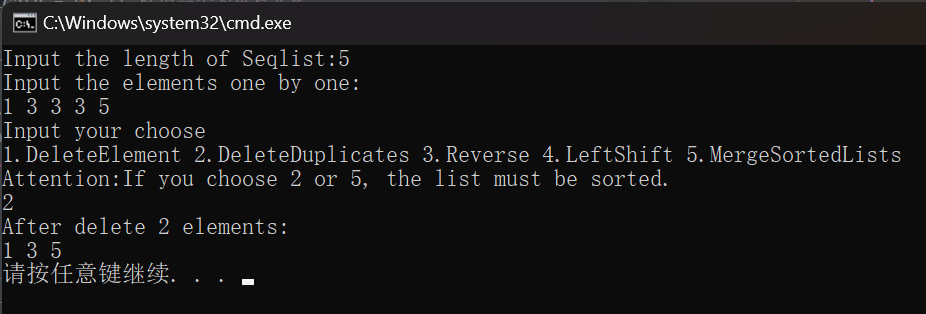 C:\Windows\system32\cmd.exe
Input the length of Seqlist:5
Input the elements one by one:
1 3 3 3 5
Input your choose
1.DeleteElement 2.DeleteDuplicates 3.Reverse 4.LeftShift 5.MergeSortedLists
Attention:If you choose 2 or 5, the list must be sorted.
2
After delete 2 elements:
1 3 5
请按任意键继续. . .